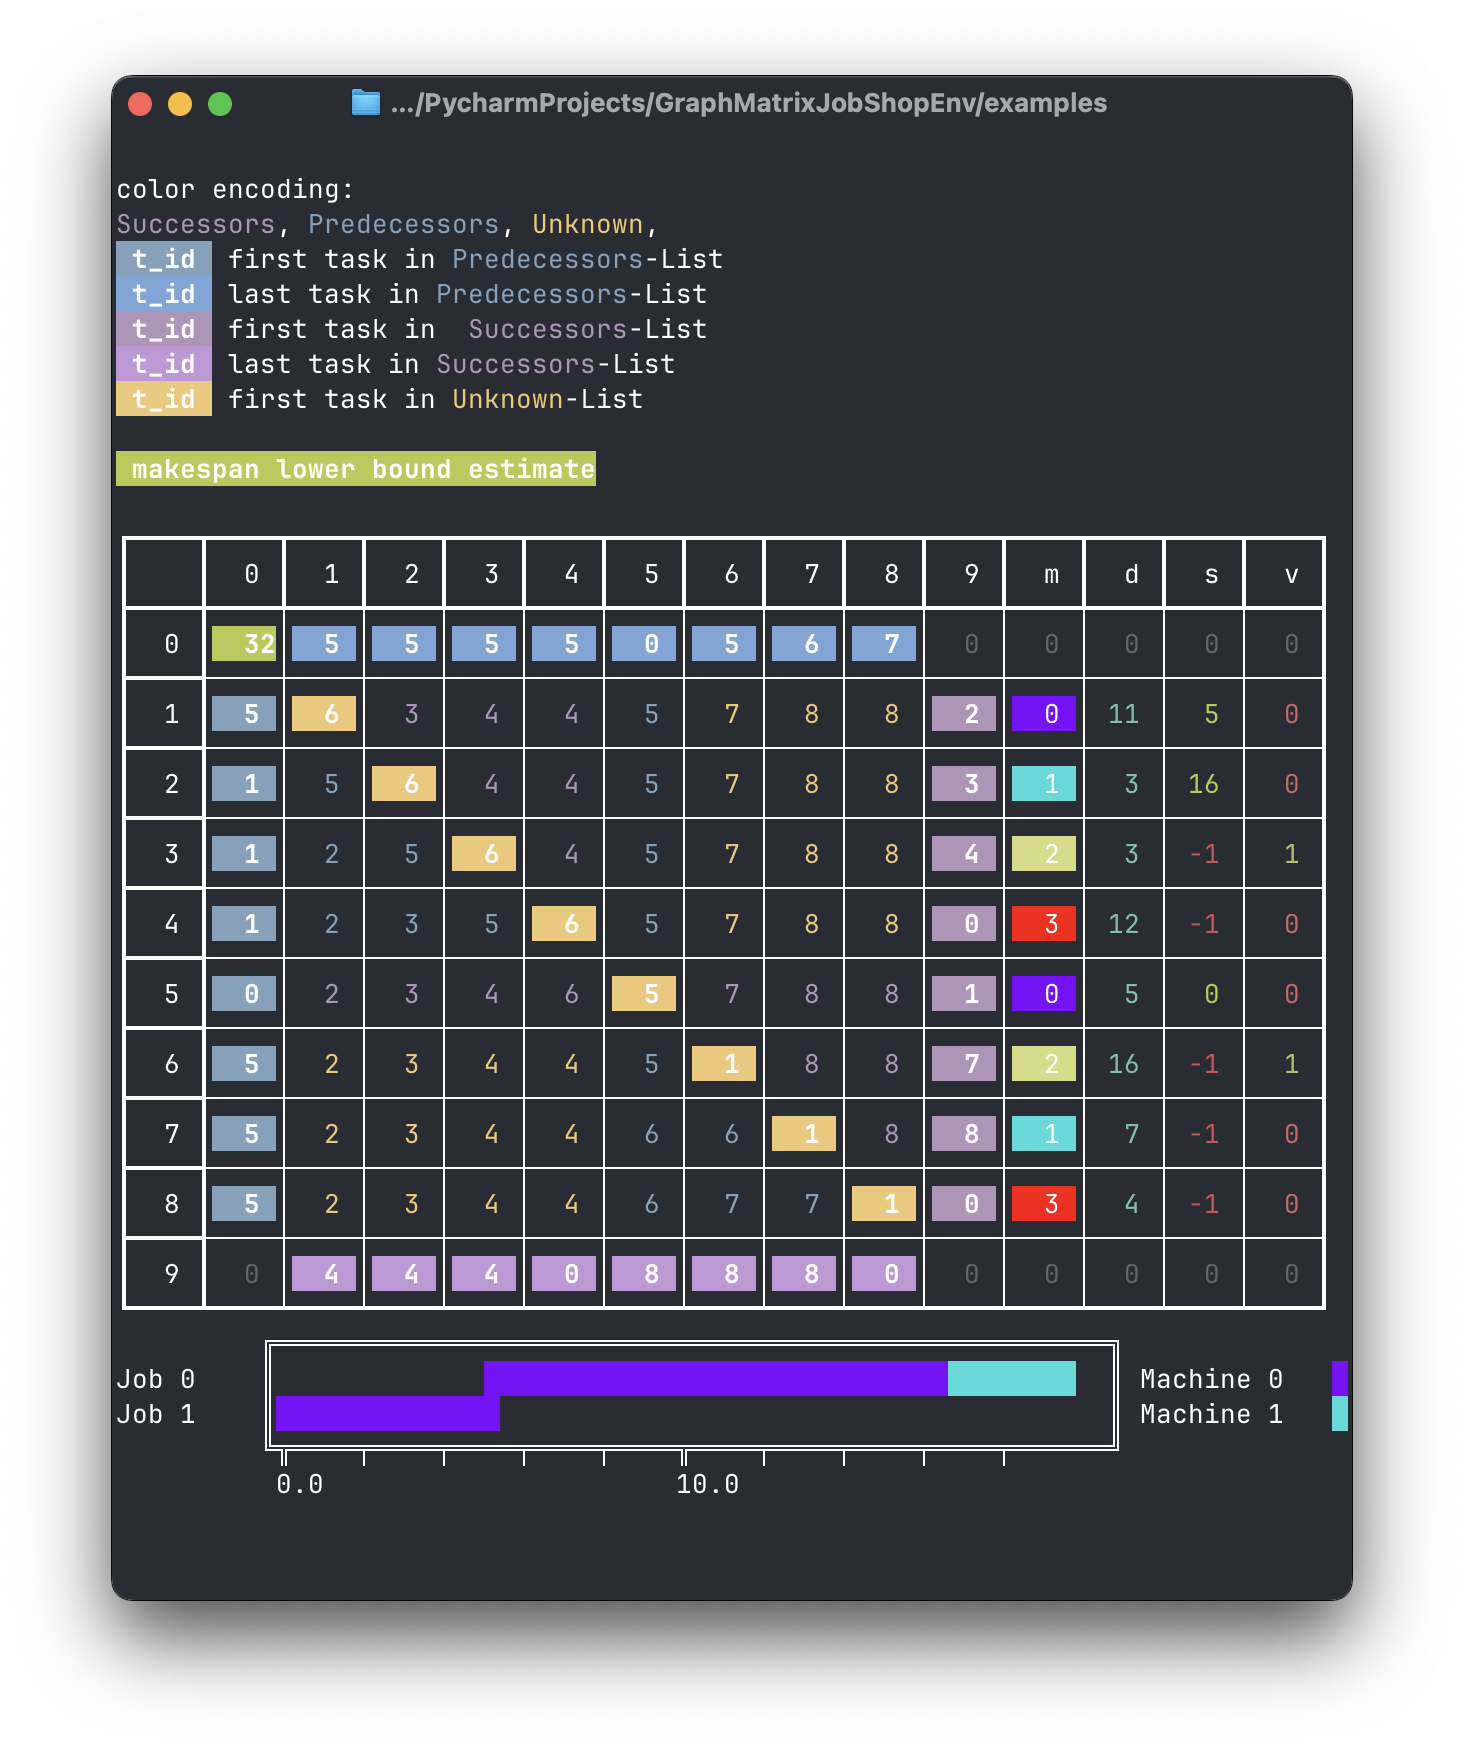 .../PycharmProjects/GraphMatrixJobShopEnv/examples
color encoding:
Successors, Predecessors, Unknown,
t_id first task in Predecessors-List
t_id last task in Predecessors-List
t_id first task in  Successors-List
t_id last task in Successors-List
t_id first task in Unknown-List
makespan lower bound estimate
0 1 2 3 4 5 6 7 8 9 m d s v
0 32 5 5 5 5 0 5 6 7 0 0 0 0 0
1 5 6 3 4 4 5 7 8 8 2 0 11 5 0
2 1 5 6 4 4 5 7 8 8 3 1 3 16 0
3 1 2 5 6 4 5 7 8 8 4 2 3 -1 1
4 1 2 3 5 6 5 7 8 8 0 3 12 -1 0
5 0 2 3 4 6 5 7 8 8 1 0 5 0 0
6 5 2 3 4 4 5 1 8 8 7 2 16 -1 1
7 5 2 3 4 4 6 6 1 8 8 1 7 -1 0
8 5 2 3 4 4 6 7 7 1 0 3 4 -1 0
9 0 4 4 4 0 8 8 8 0 0 0 0 0 0
Job 0 Machine 0
Job 1 Machine 1
0.0 10.0